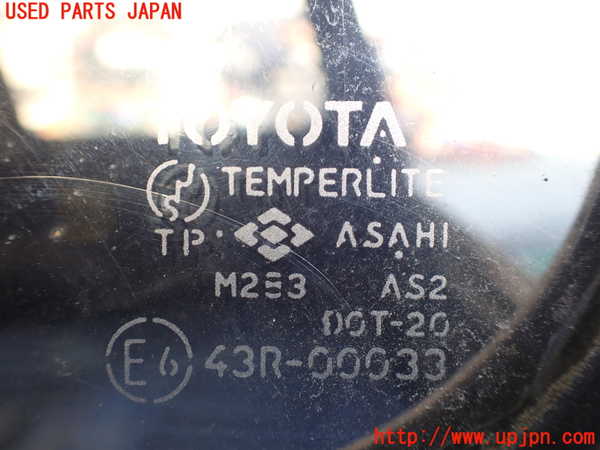 USED PARTS JAPAN
TOYOTA
TEMPERLITE
TP. ASAHI
M2E3 AS2
DOT-20
E6 43R-00033
http://www.upjpn.com/